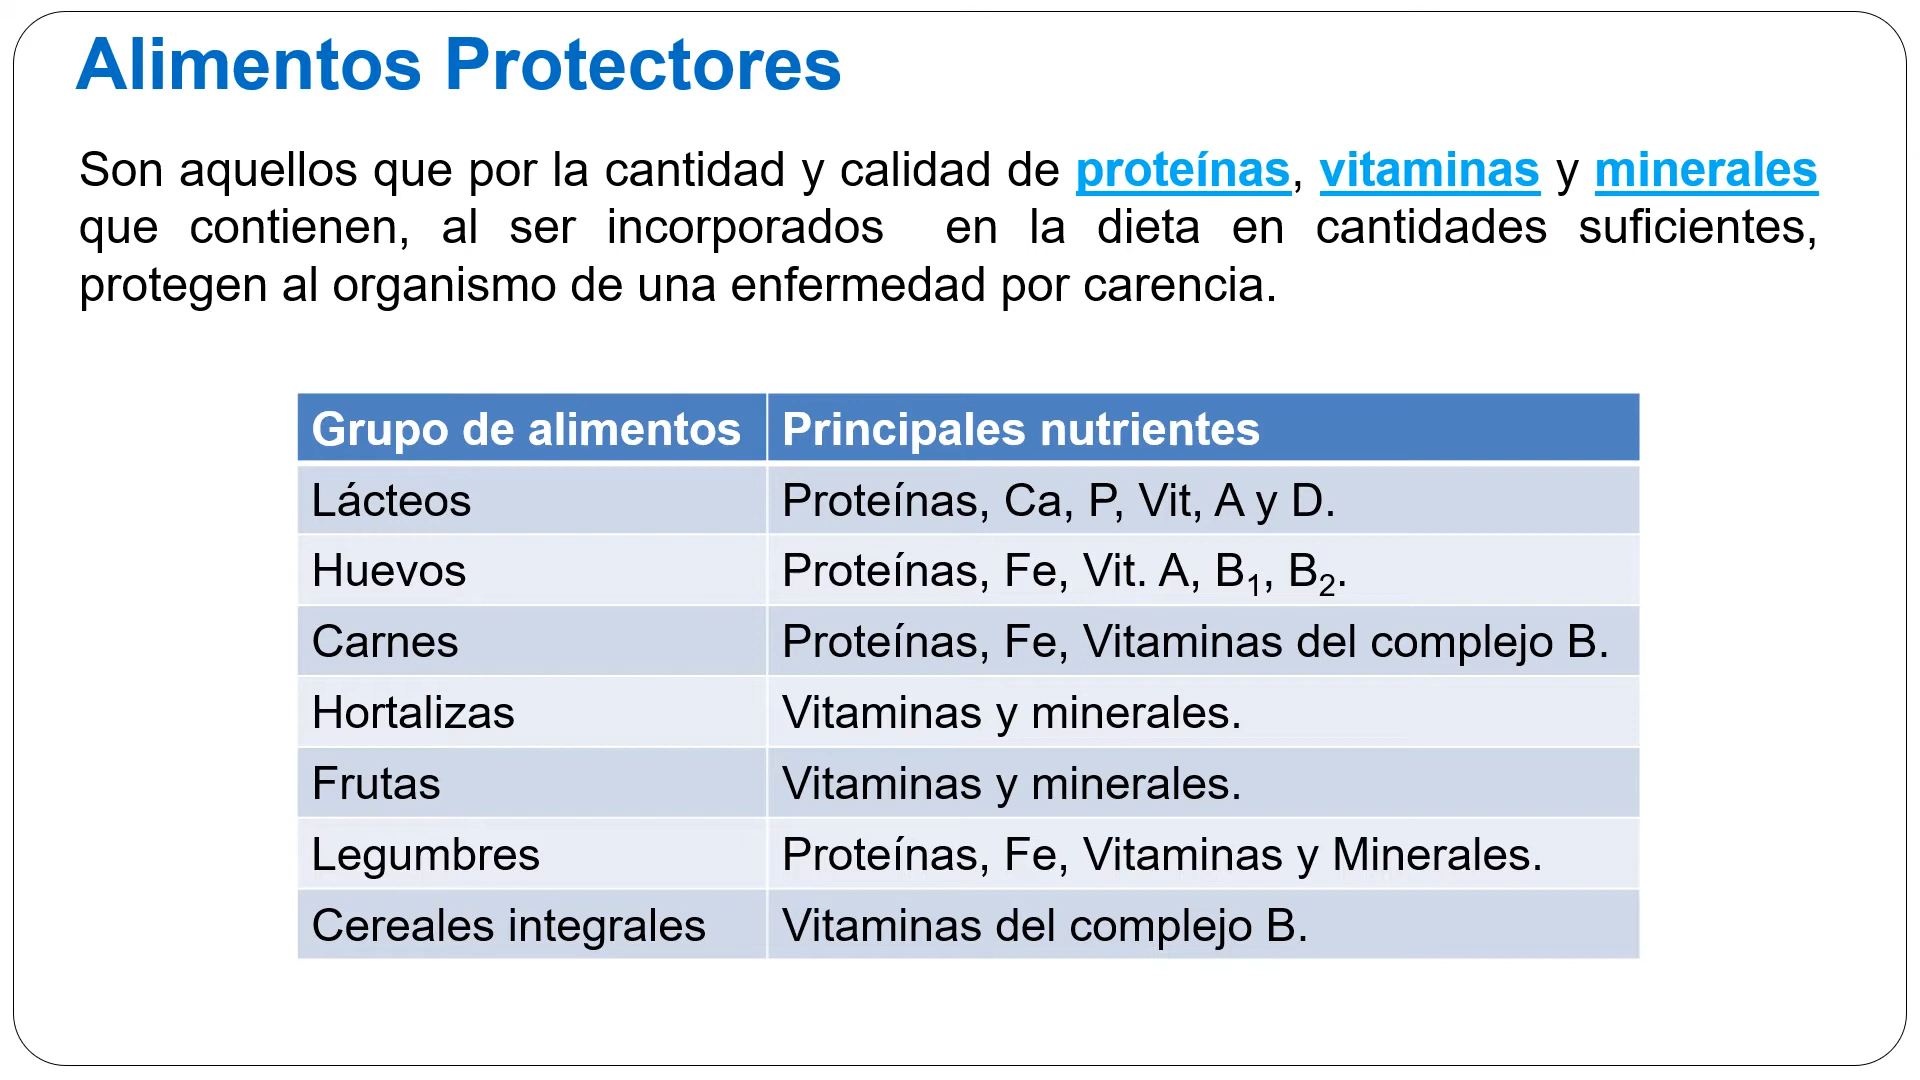 Alimentos Protectores
Son aquellos que por la cantidad y calidad de proteínas, vitaminas y minerales
que contienen, al ser incorporados en la dieta en cantidades suficientes,
protegen al organismo de una enfermedad por carencia.
Grupo de alimentos Principales nutrientes
Lácteos Proteínas, Ca, P, Vit, A y D.
Huevos Proteínas, Fe, Vit. A, B₁, B₂.
Carnes Proteínas, Fe, Vitaminas del complejo B.
Hortalizas Vitaminas y minerales.
Frutas Vitaminas y minerales.
Legumbres Proteínas, Fe, Vitaminas y Minerales.
Cereales integrales Vitaminas del complejo B.